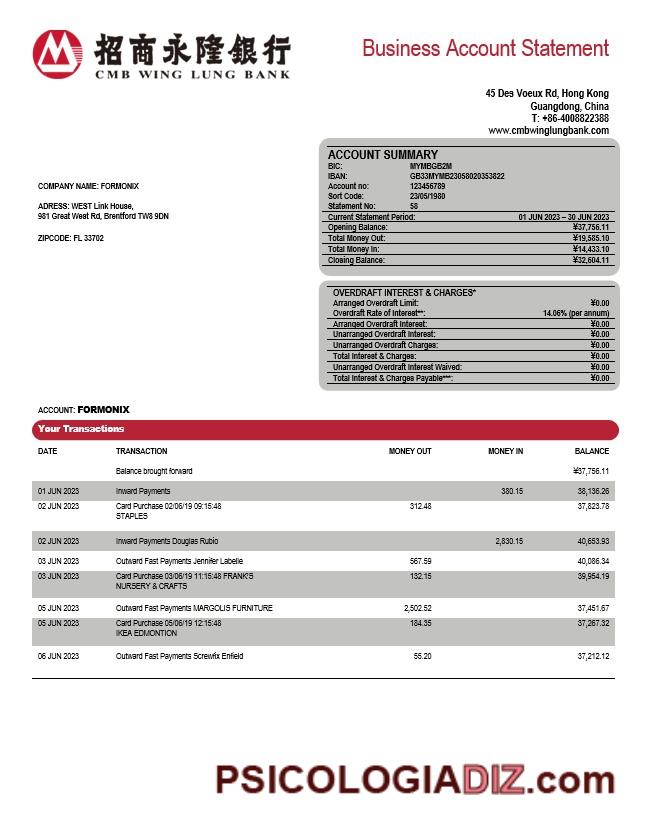 招商永隆银行
CMB WING LUNG BANK
Business Account Statement
45 Des Voeux Rd, Hong Kong
Guangdong, China
T: +86-4008822388
www.cmbwinglungbank.com
COMPANY NAME: FORMONIX
ADRESS: WEST Link House,
981 Great West Rd, Brentford TW8 9DN
ZIPCODE: FL 33702
ACCOUNT SUMMARY
BIC: MYMBGB2M
IBAN: GB33MYMB23058020353822
Account no: 123456789
Sort Code: 23/05/1980
Statement No: 58
Current Statement Period: 01 JUN 2023 – 30 JUN 2023
Opening Balance: ¥37,756.11
Total Money Out: ¥19,585.10
Total Money In: ¥14,433.10
Closing Balance: ¥32,604.11
OVERDRAFT INTEREST & CHARGES*
Arranged Overdraft Limit: ¥0.00
Overdraft Rate of Interest**: 14.06% (per annum)
Arranged Overdraft Interest: ¥0.00
Unarranged Overdraft Interest: ¥0.00
Unarranged Overdraft Charges: ¥0.00
Total Interest & Charges: ¥0.00
Unarranged Overdraft Interest Waived: ¥0.00
Total Interest & Charges Payable***: ¥0.00
ACCOUNT: FORMONIX
Your Transactions
DATE TRANSACTION MONEY OUT MONEY IN BALANCE
Balance brought forward ¥37,756.11
01 JUN 2023 Inward Payments 380.15 38,136.26
02 JUN 2023 Card Purchase 02/06/19 09:15:48 312.48 37,823.78
STAPLES
02 JUN 2023 Inward Payments Douglas Rubio 2,830.15 40,653.93
03 JUN 2023 Outward Fast Payments Jennifer Labelle 567.59 40,086.34
03 JUN 2023 Card Purchase 03/06/19 11:15:48 FRANK'S 132.15 39,954.19
NURSERY & CRAFTS
05 JUN 2023 Outward Fast Payments MARGOLIS FURNITURE 2,502.52 37,451.67
05 JUN 2023 Card Purchase 05/06/19 12:15:48 184.35 37,267.32
IKEA EDMONTION
06 JUN 2023 Outward Fast Payments Screwfix Enfield 55.20 37,212.12
PSICOLOGIADIZ.com